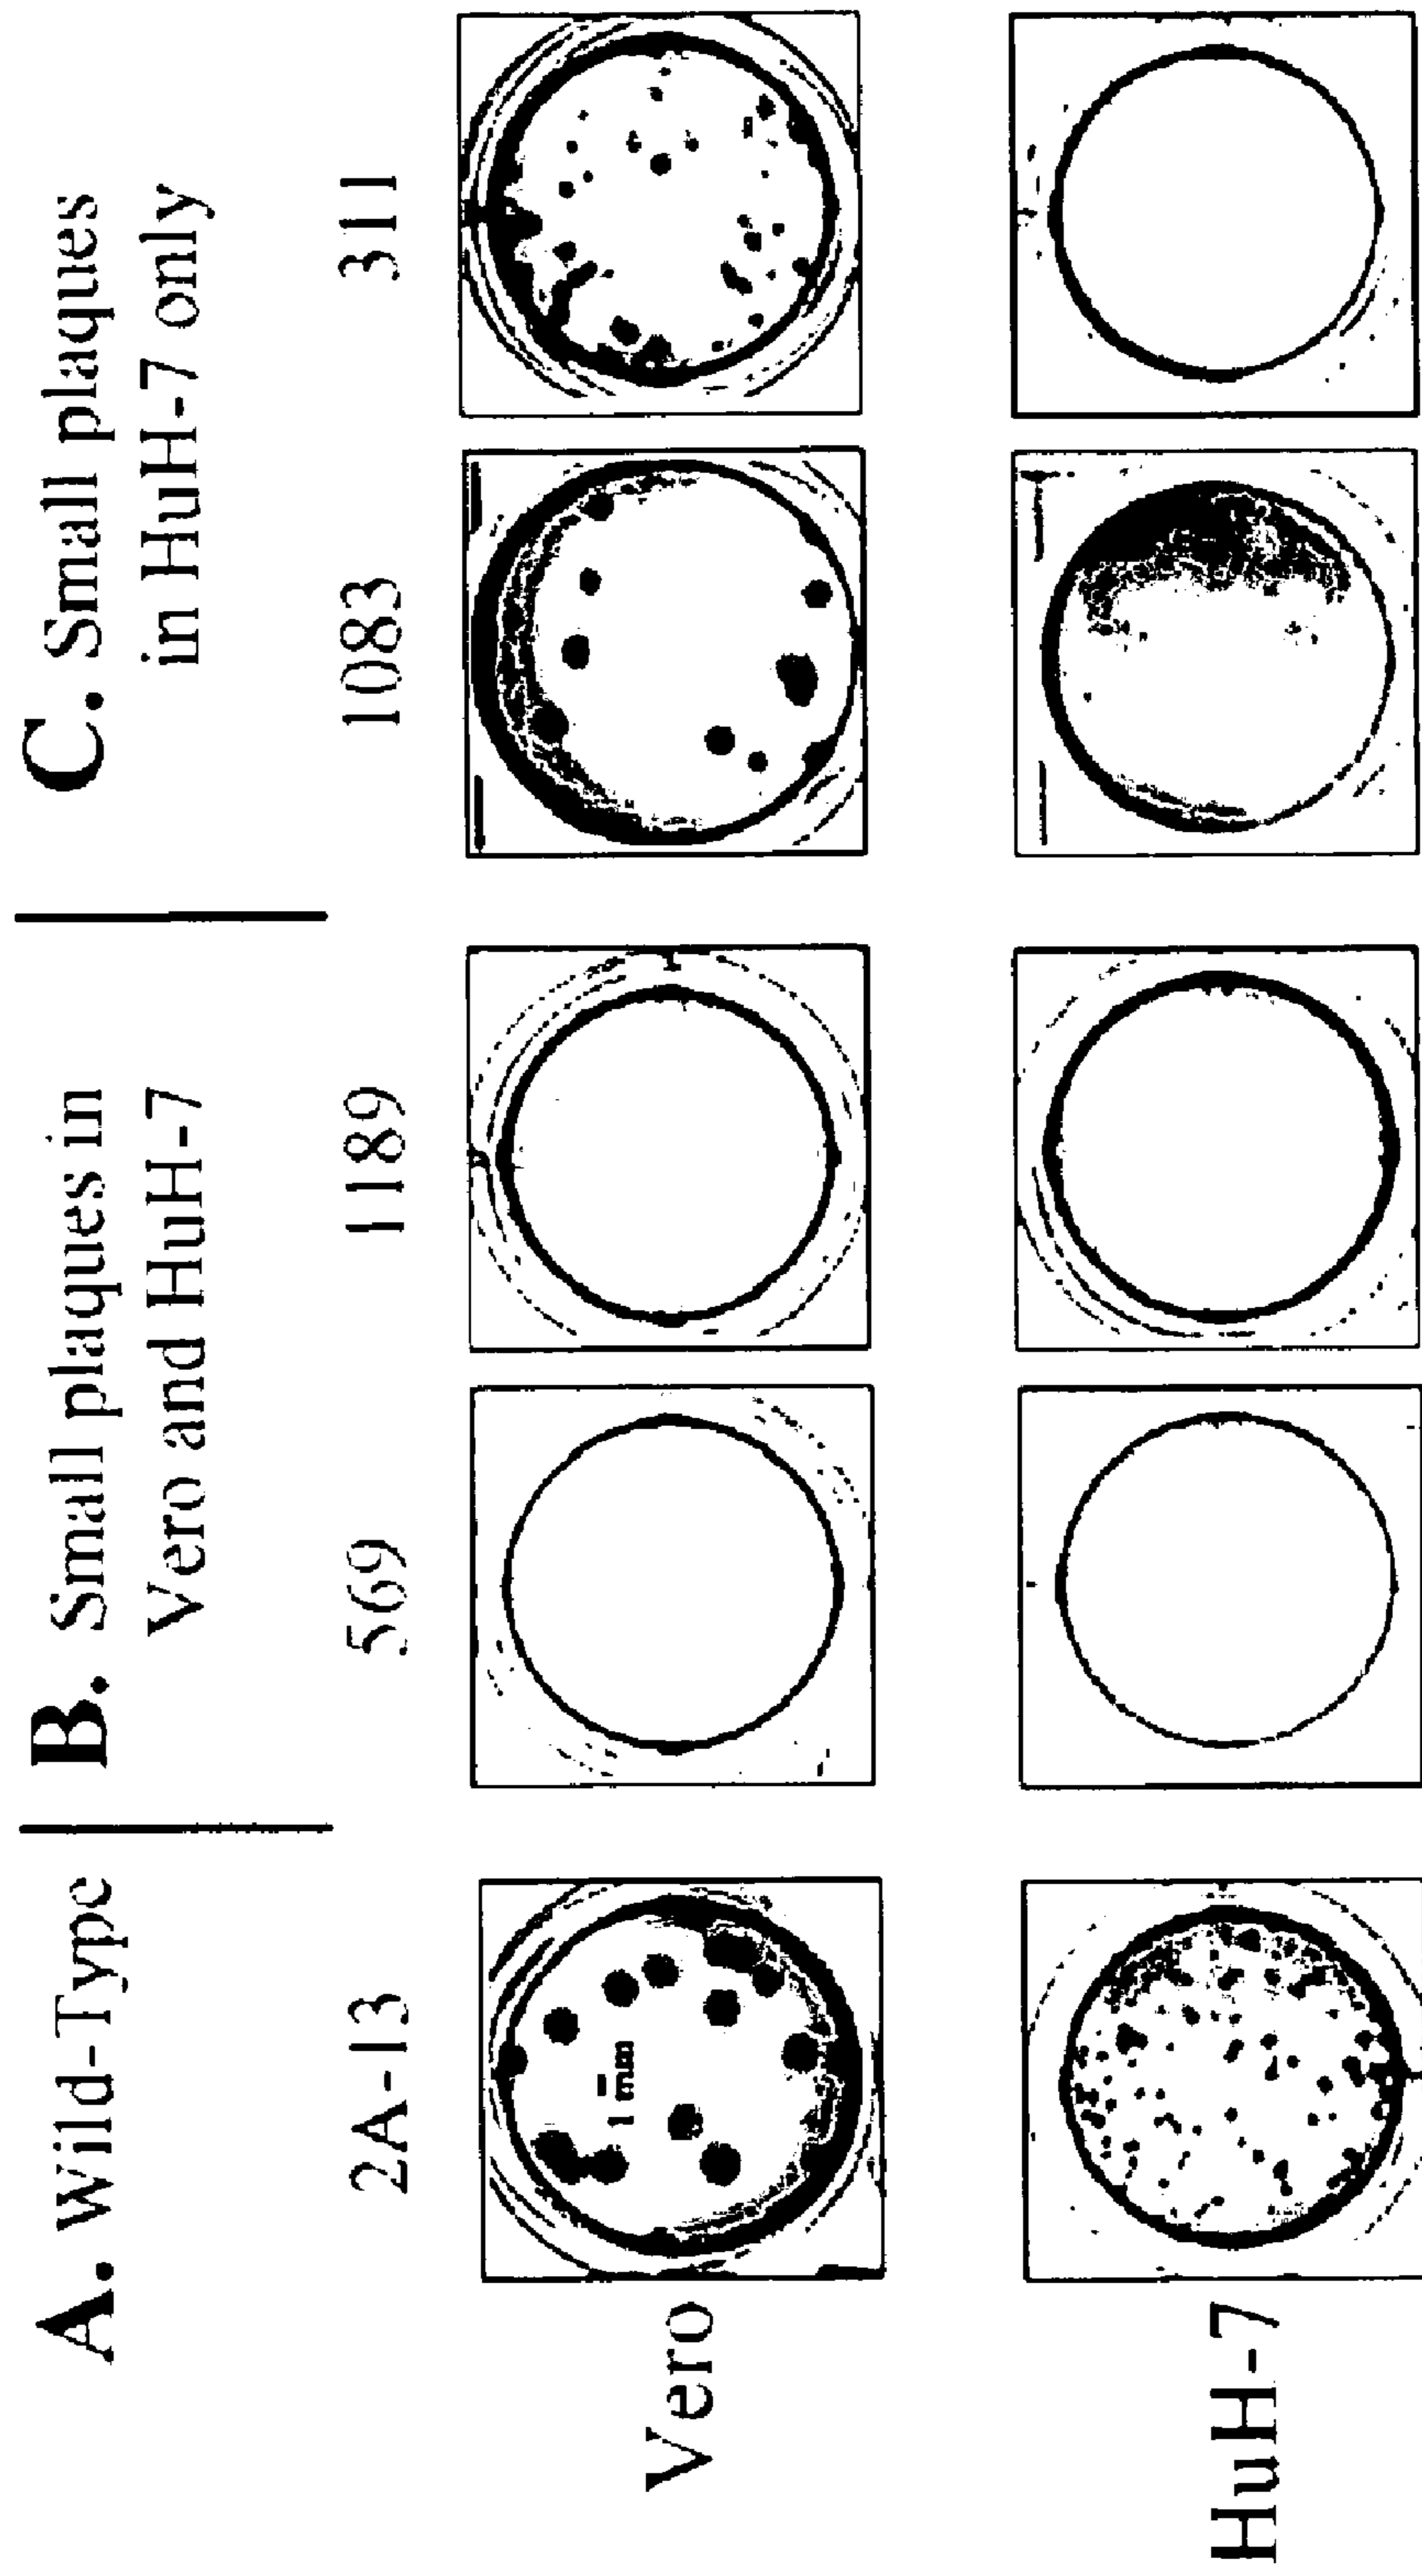 A. Wild-Type
2A-13
B. Small plaques in
Vero and HuH-7
569
1189
C. Small plaques
in HuH-7 only
1083
311
Vero
1 mm
HuH-7